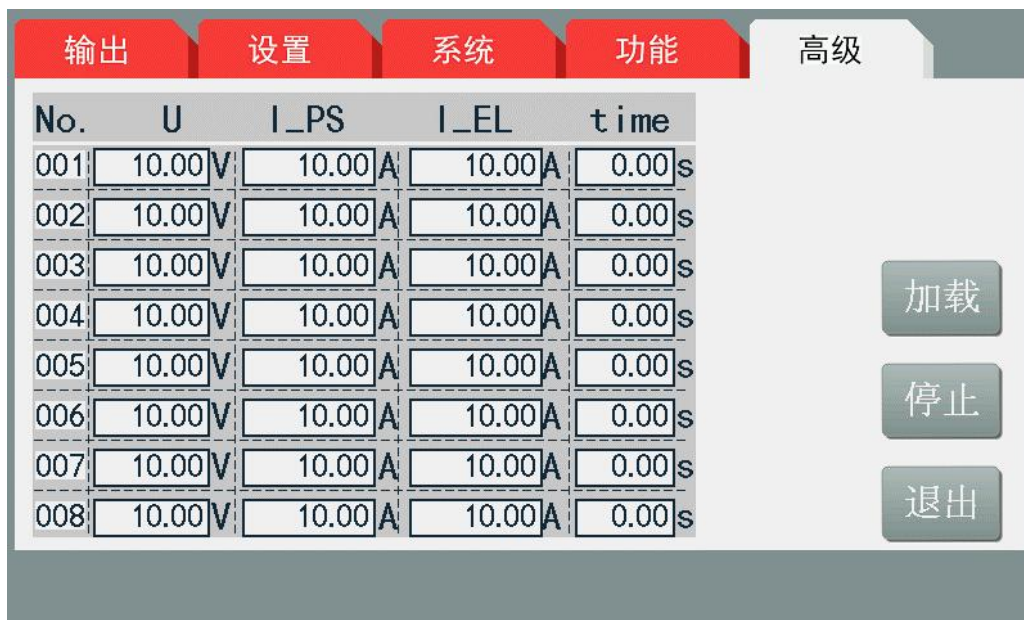 输出 设置 系统 功能 高级
No. U I_PS I_EL time
001 10.00V 10.00A 10.00A 0.00s
002 10.00V 10.00A 10.00A 0.00s
003 10.00V 10.00A 10.00A 0.00s
004 10.00V 10.00A 10.00A 0.00s
005 10.00V 10.00A 10.00A 0.00s
006 10.00V 10.00A 10.00A 0.00s
007 10.00V 10.00A 10.00A 0.00s
008 10.00V 10.00A 10.00A 0.00s
加载
停止
退出